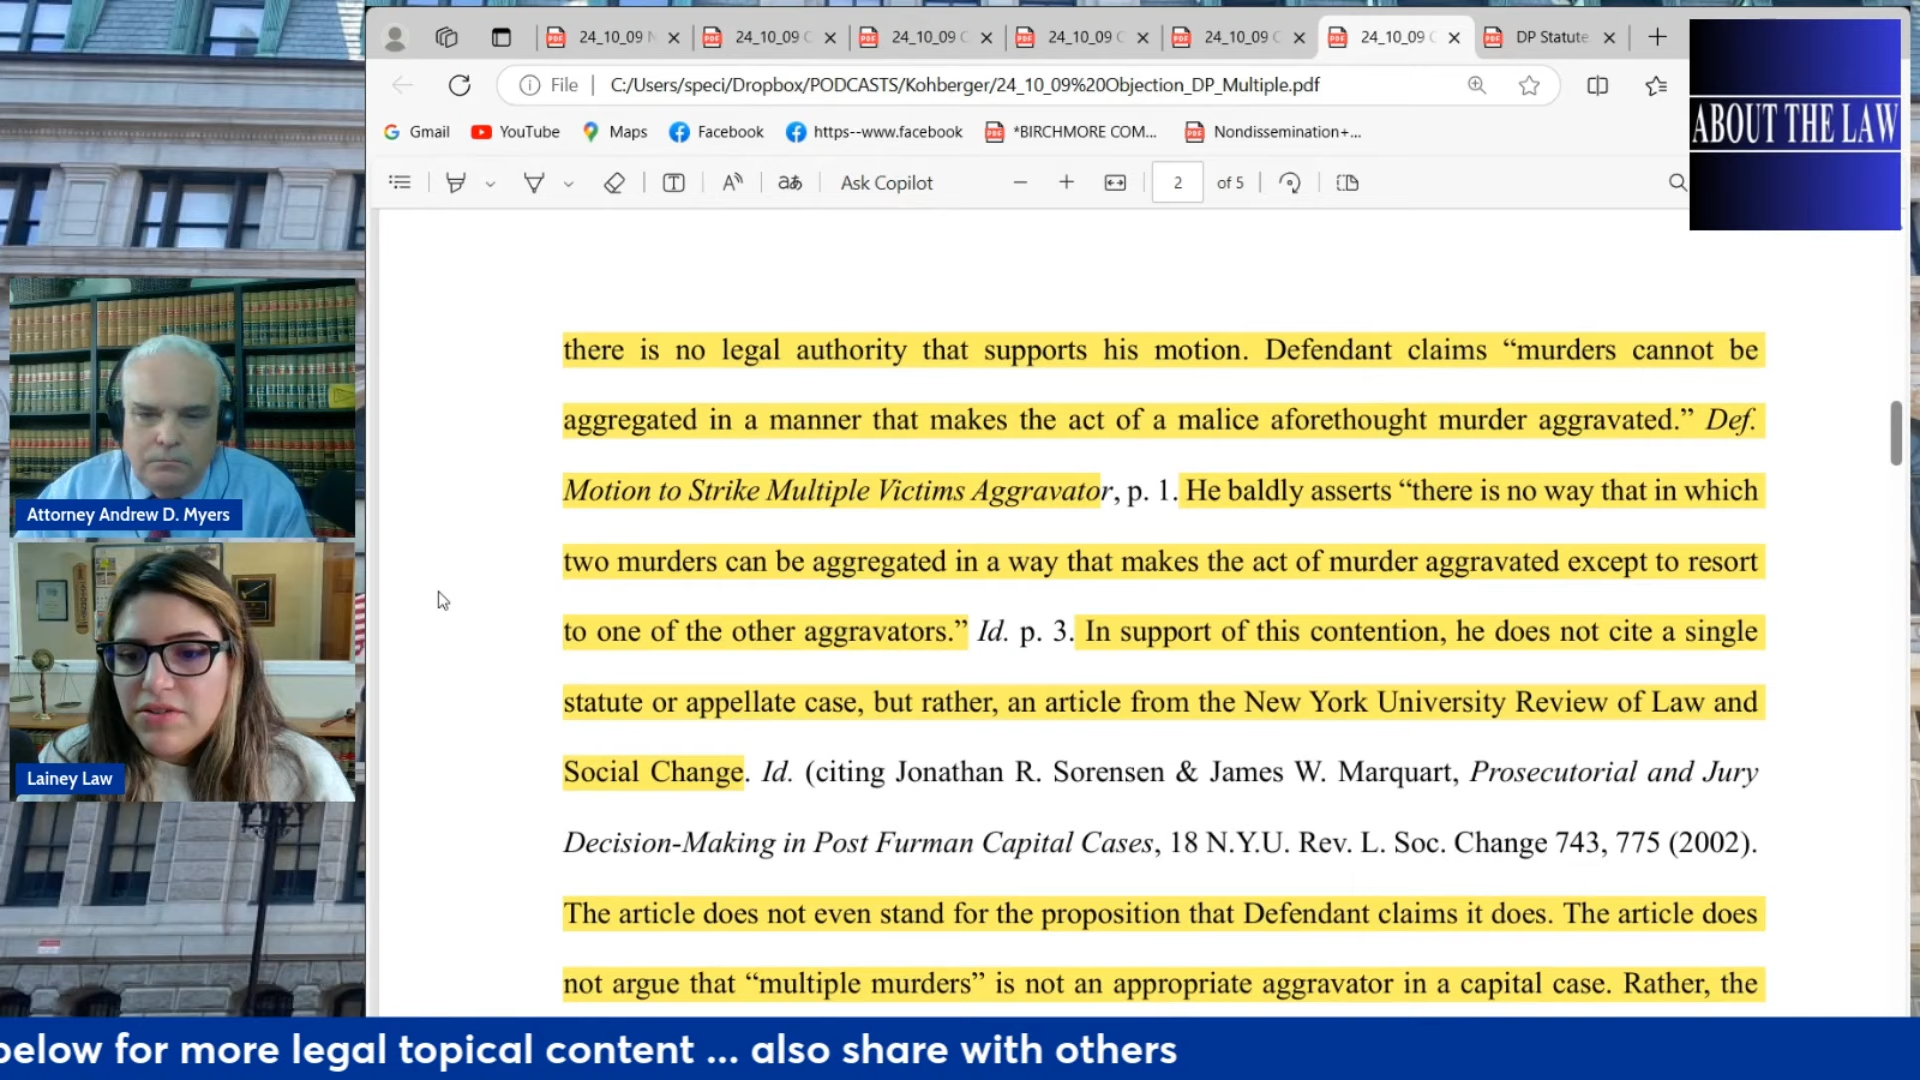 24_10_09
24_10_09
24_10_09
24_10_09
24_10_09
24_10_09
DP Statute
ABOUT THE LAW
File
C:/Users/speci/Dropbox/PODCASTS/Kohberger/24_10_09%20Objection_DP_Multiple.pdf
Gmail
YouTube
Maps
Facebook
https--www.facebook
*BIRCHMORE COM...
Nondissemination+...
Ask Copilot
2
of 5
there is no legal authority that supports his motion. Defendant claims “murders cannot be
aggregated in a manner that makes the act of a malice aforethought murder aggravated.” Def.
Motion to Strike Multiple Victims Aggravator, p. 1. He baldly asserts “there is no way that in which
two murders can be aggregated in a way that makes the act of murder aggravated except to resort
to one of the other aggravators.” Id. p. 3. In support of this contention, he does not cite a single
statute or appellate case, but rather, an article from the New York University Review of Law and
Social Change. Id. (citing Jonathan R. Sorensen & James W. Marquart, Prosecutorial and Jury
Decision-Making in Post Furman Capital Cases, 18 N.Y.U. Rev. L. Soc. Change 743, 775 (2002).
The article does not even stand for the proposition that Defendant claims it does. The article does
not argue that “multiple murders” is not an appropriate aggravator in a capital case. Rather, the
Attorney Andrew D. Myers
Lainey Law
below for more legal topical content ... also share with others